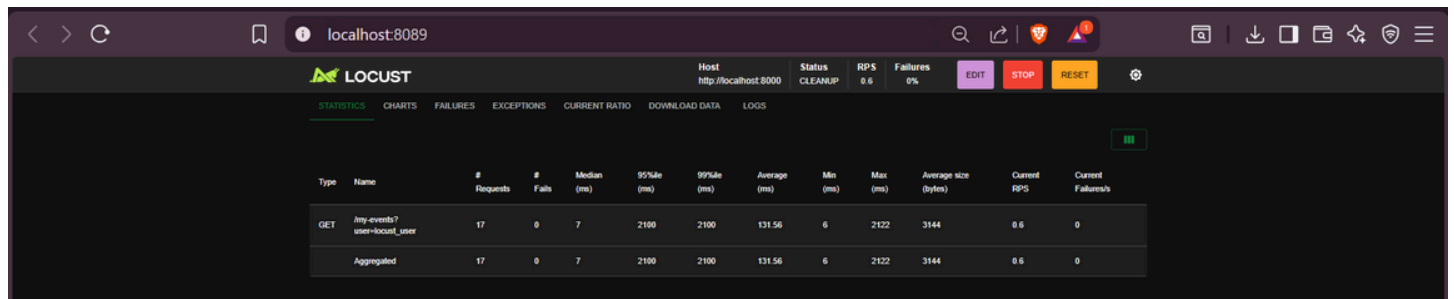 localhost:8089
1
LOCUST
Host
http://localhost:8000
Status
CLEANUP
RPS
0.6
Failures
0%
EDIT
STOP
RESET
STATISTICS CHARTS FAILURES EXCEPTIONS CURRENT RATIO DOWNLOAD DATA LOGS
Type Name # Requests # Fails Median (ms) 95%ile (ms) 99%ile (ms) Average (ms) Min (ms) Max (ms) Average size (bytes) Current RPS Current Failures/s
GET /my-events?user=locust_user 17 0 7 2100 2100 131.56 6 2122 3144 0.6 0
Aggregated 17 0 7 2100 2100 131.56 6 2122 3144 0.6 0